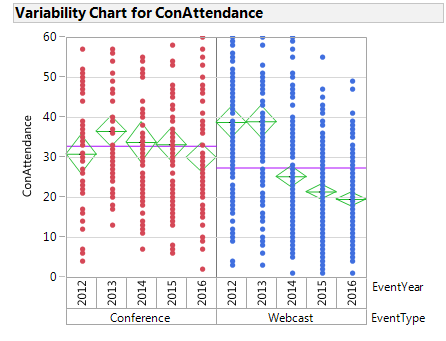 Variability Chart for ConAttendance
ConAttendance
60
50
40
30
20
10
0
2012 2013 2014 2015 2016 2012 2013 2014 2015 2016 EventYear
Conference Webcast EventType